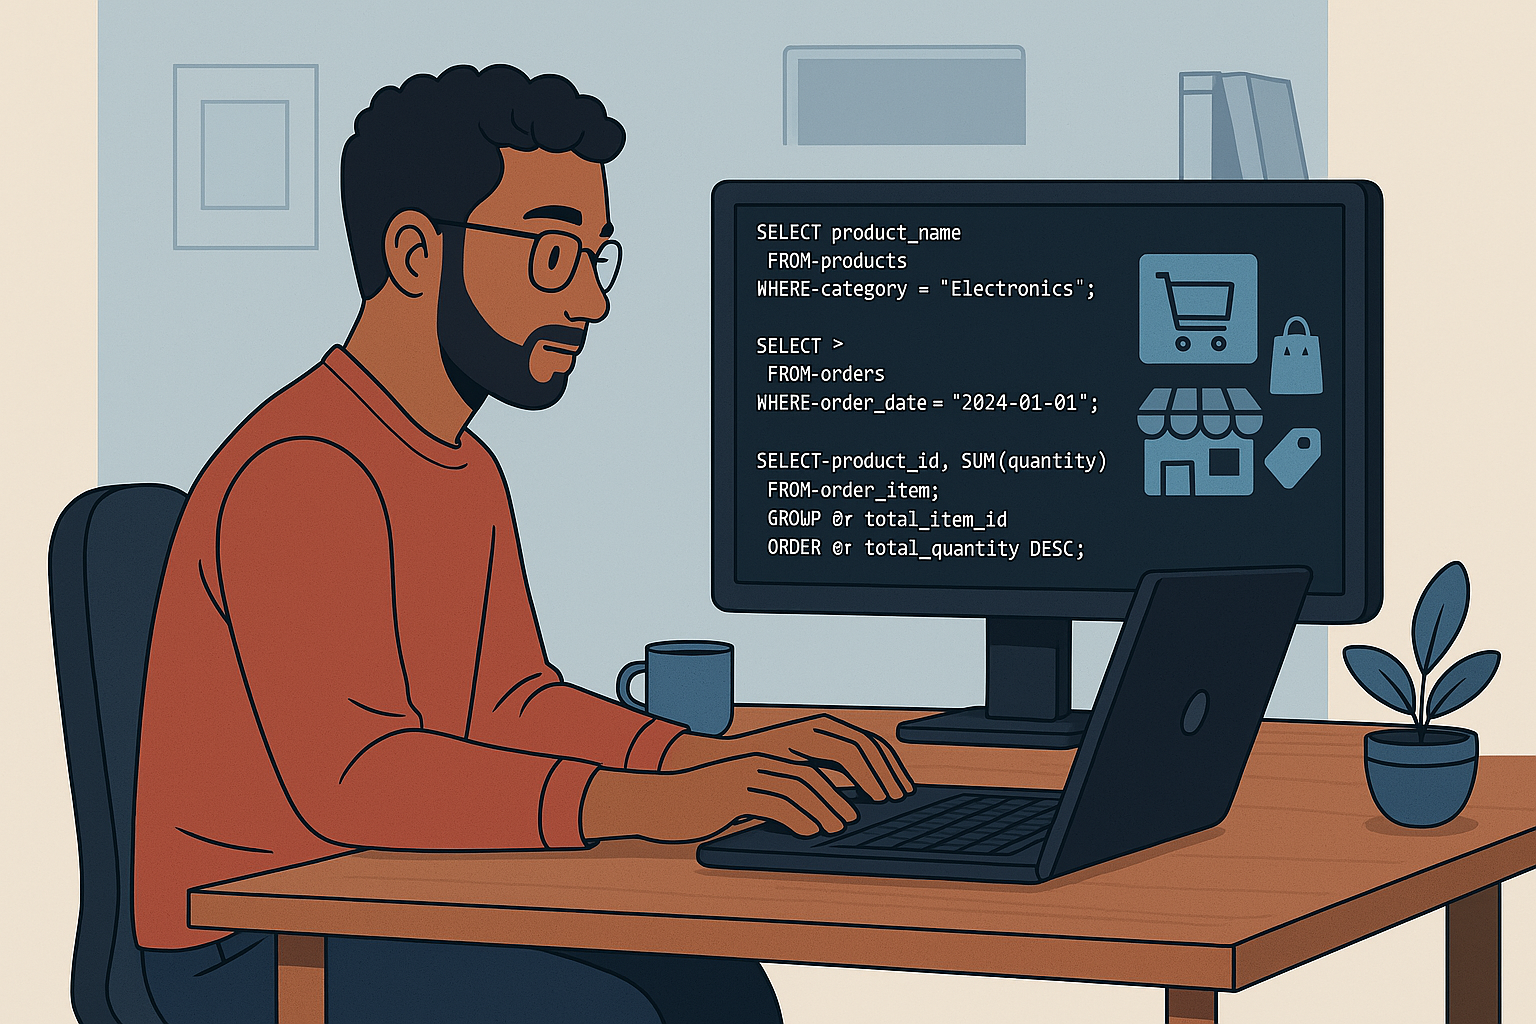 SELECT product_name
FROM-products
WHERE-category = "Electronics";
SELECT >
FROM-orders
WHERE-order_date = "2024-01-01";
SELECT-product_id, SUM(quantity)
FROM-order_item;
GROWP @r total_item_id
ORDER @r total_quantity DESC;